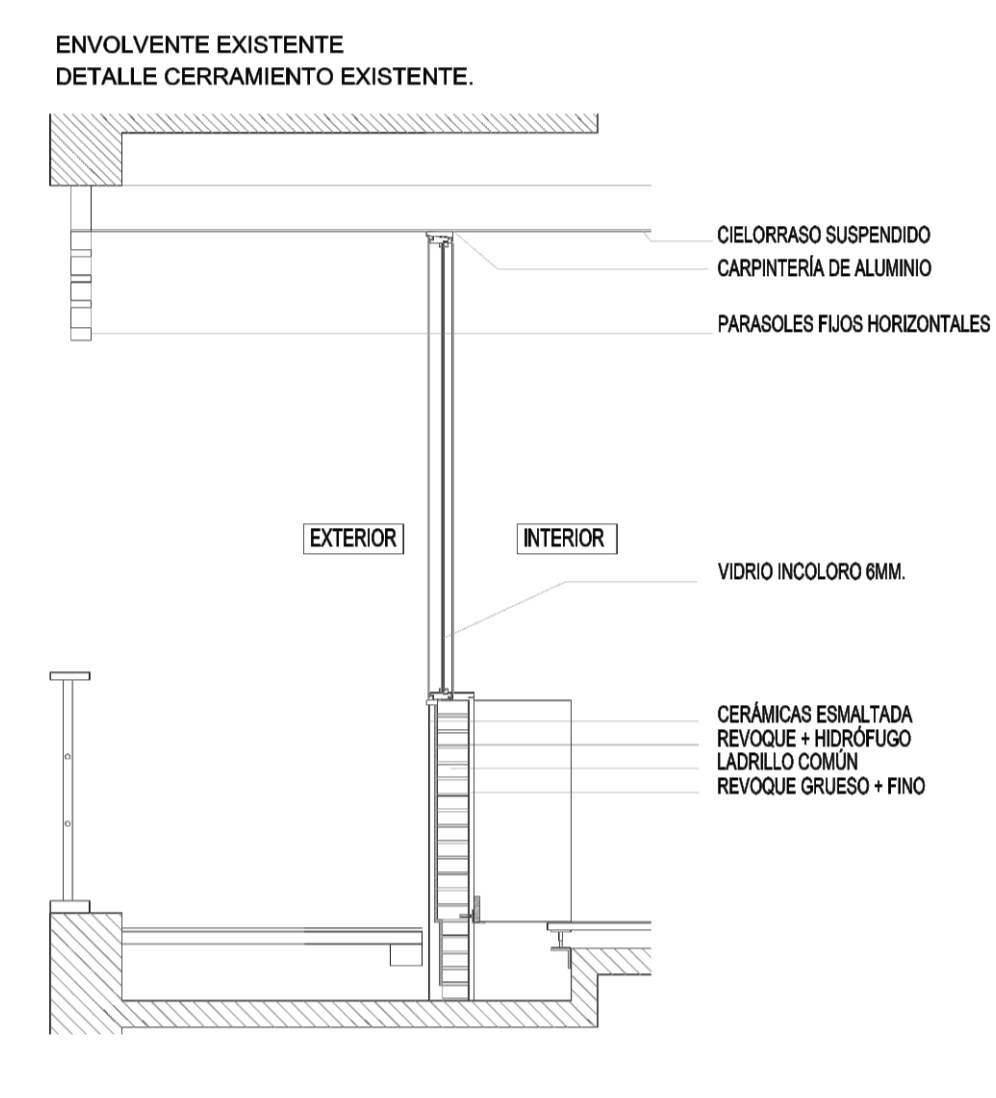 ENVOLVENTE EXISTENTE
DETALLE CERRAMIENTO EXISTENTE.
CIELORRASO SUSPENDIDO
CARPINTERÍA DE ALUMINIO
PARASOLES FIJOS HORIZONTALES
EXTERIOR
INTERIOR
VIDRIO INCOLORO 6MM.
CERÁMICAS ESMALTADA
REVOQUE + HIDRÓFUGO
LADRILLO COMÚN
REVOQUE GRUESO + FINO